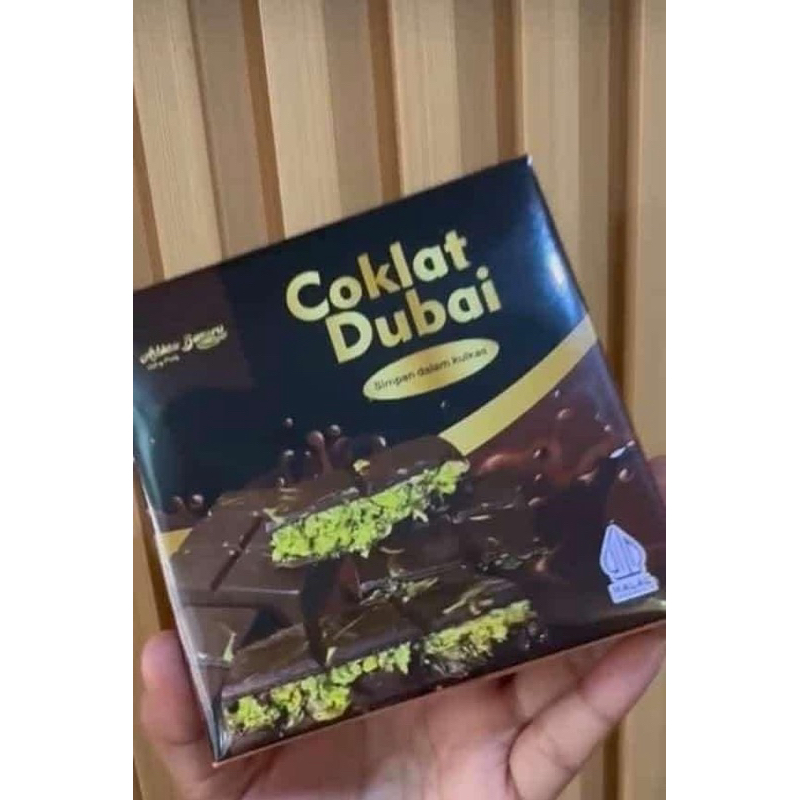 Coklat
Dubai
Simpan dalam kulkas
HALAL